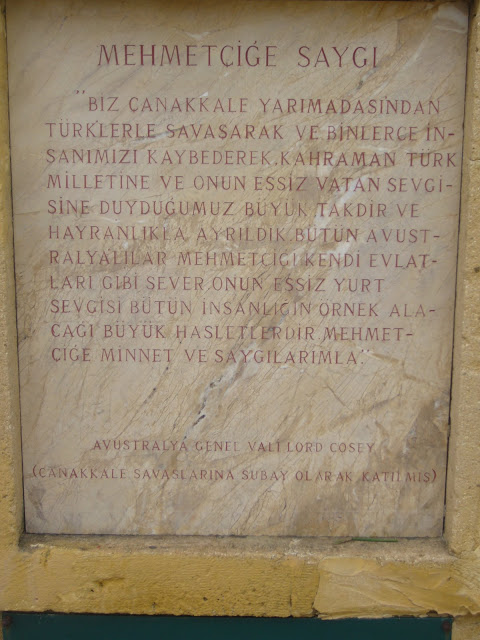 MEHMETÇİĞE SAYGI
"BİZ ÇANAKKALE YARIMADASINDAN
TÜRKLERLE SAVAŞARAK VE BİNLERCE İN-
SANIMIZI KAYBEDEREK, KAHRAMAN TÜRK
MİLLETİNE VE ONUN EŞSİZ VATAN SEVGİ-
SİNE DUYDUĞUMUZ BÜYÜK TAKDİR VE
HAYRANLIKLA AYRILDIK. BÜTÜN AVUST-
RALYALILAR MEHMETÇİĞİ KENDİ EVLAT-
LARI GİBİ SEVER. ONUN EŞSİZ YURT
SEVGİSİ BÜTÜN İNSANLIĞIN ÖRNEK ALA-
CAĞI BÜYÜK HASLETLERDİR. MEHMET-
ÇİĞE MİNNET VE SAYGILARIMLA."
AVUSTRALYA GENEL VALİ LORD COSEY
(ÇANAKKALE SAVAŞLARINA SUBAY OLARAK KATILMIŞ)